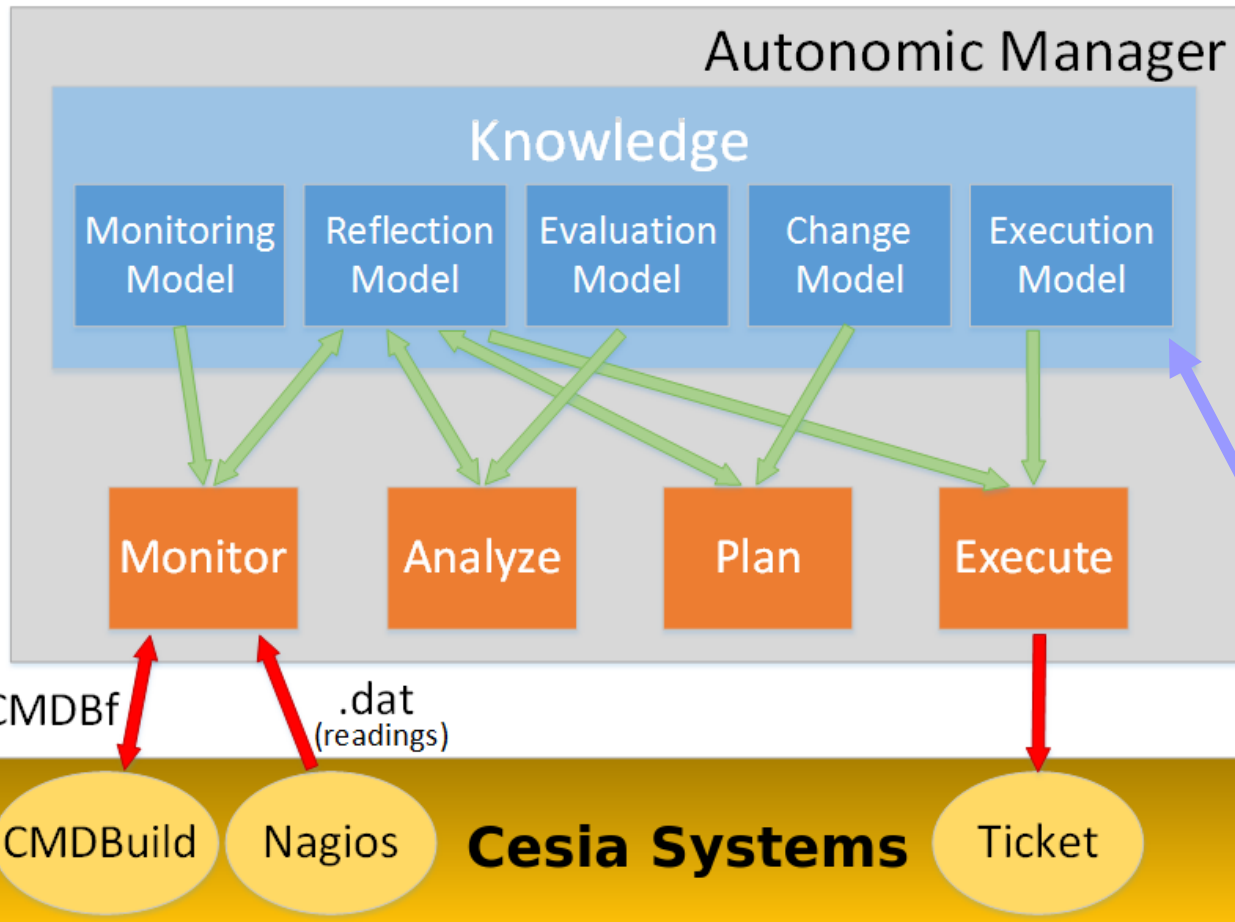 Autonomic Manager
Knowledge
Monitoring
Model
Reflection
Model
Evaluation
Model
Change
Model
Execution
Model
Monitor
Analyze
Plan
Execute
CMDBf
.dat
(readings)
CMDBuild
Nagios
Cesia Systems
Ticket